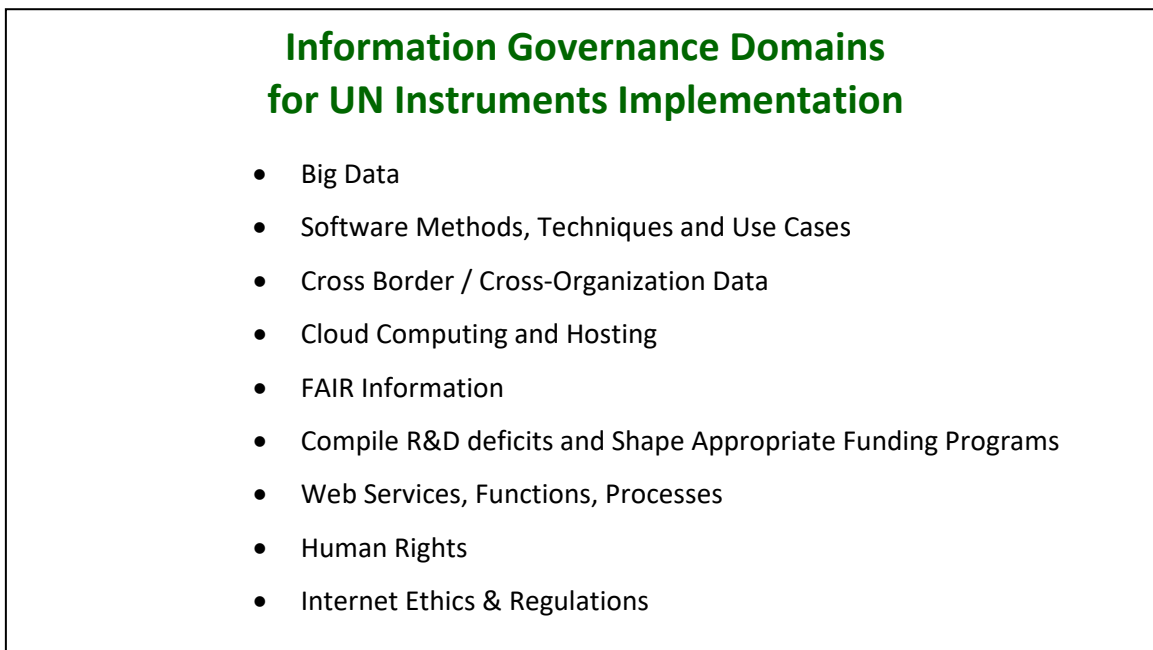 Information Governance Domains
for UN Instruments Implementation
• Big Data
• Software Methods, Techniques and Use Cases
• Cross Border / Cross-Organization Data
• Cloud Computing and Hosting
• FAIR Information
• Compile R&D deficits and Shape Appropriate Funding Programs
• Web Services, Functions, Processes
• Human Rights
• Internet Ethics & Regulations